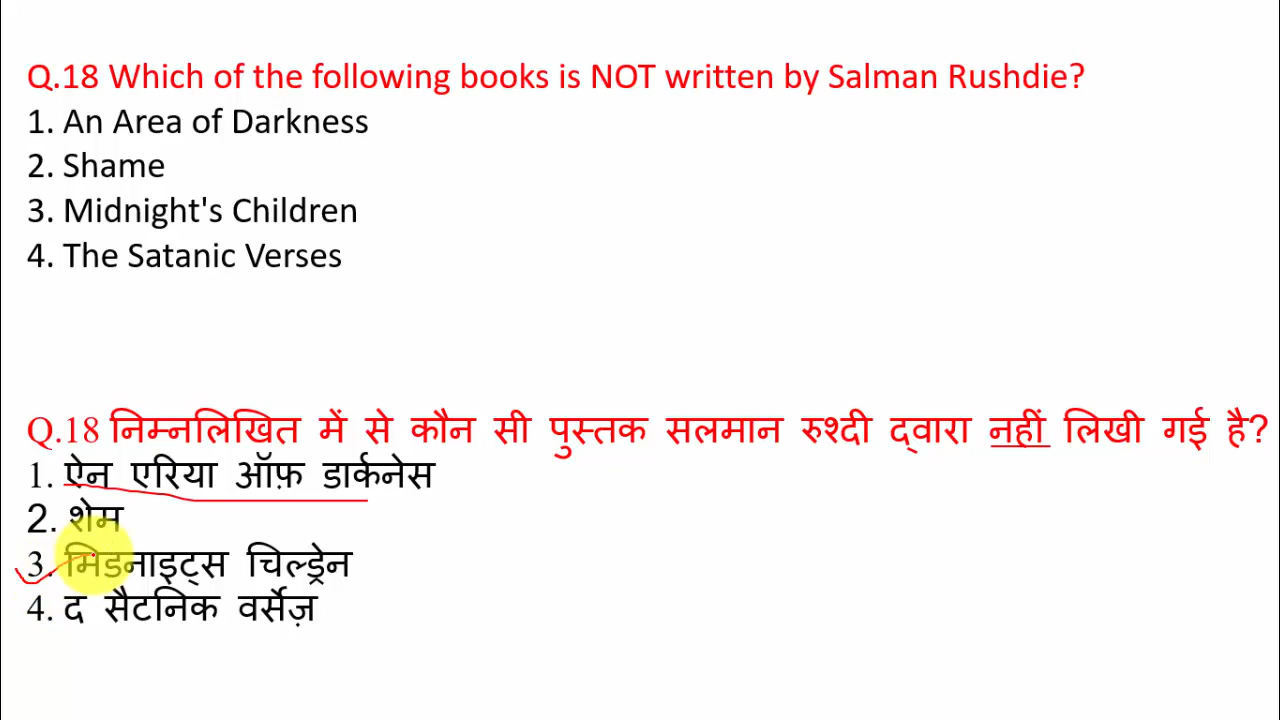 Q.18 Which of the following books is NOT written by Salman Rushdie?
1. An Area of Darkness
2. Shame
3. Midnight's Children
4. The Satanic Verses
Q.18 निम्नलिखित में से कौन सी पुस्तक सलमान रुश्दी द्वारा नहीं लिखी गई है?
1. ऐन एरिया ऑफ़ डार्कनेस
2. शेम
3. मिडनाइट्स चिल्ड्रेन
4. द सैटनिक वर्सेज़